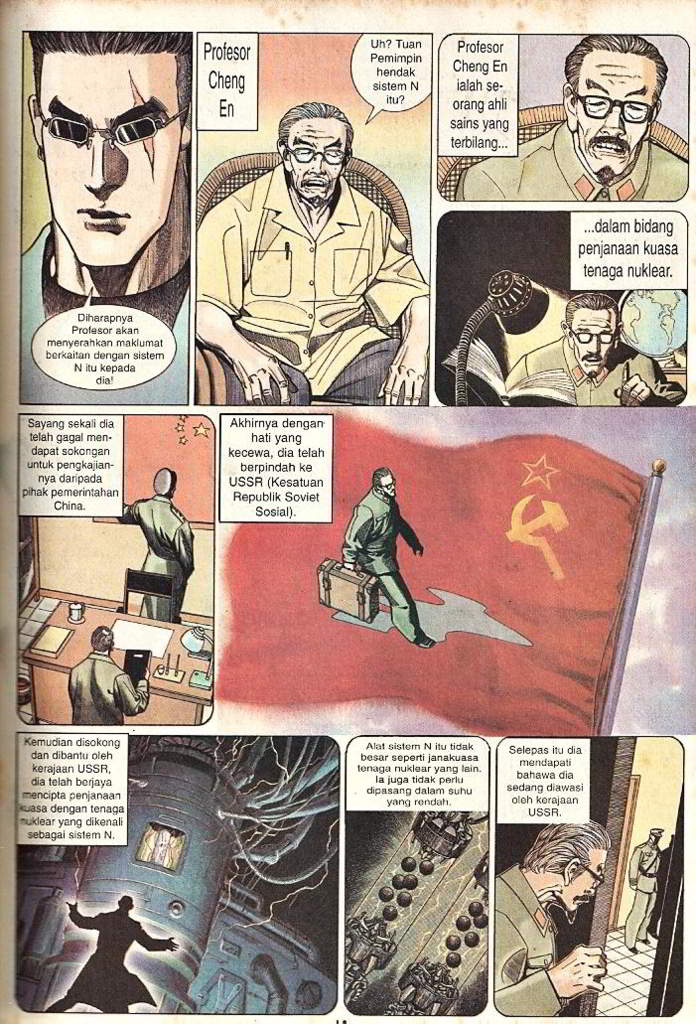 Diharapnya
Profesor akan
menyerahkan maklumat
berkaitan dengan sistem
N itu kepada
dia!
Profesor
Cheng
En
Uh? Tuan
Pemimpin
hendak
sistem N
itu?
Profesor
Cheng En
ialah se-
orang ahli
sains yang
terbilang...
...dalam bidang
penjanaan kuasa
tenaga nuklear.
Sayang sekali dia
telah gagal men-
dapat sokongan
untuk pengkajian-
nya daripada
pihak pemerintahan
China.
Akhirnya dengan
hati yang
kecewa, dia telah
berpindah ke
USSR (Kesatuan
Republik Soviet
Sosial).
Kemudian disokong
dan dibantu oleh
kerajaan USSR,
dia telah berjaya
mencipta penjanaan
kuasa dengan tenaga
nuklear yang dikenali
sebagai sistem N.
Alat sistem N itu tidak
besar seperti janakuasa
tenaga nuklear yang lain.
Ia juga tidak perlu
dipasang dalam suhu
yang rendah.
Selepas itu dia
mendapati
bahawa dia
sedang diawasi
oleh kerajaan
USSR.